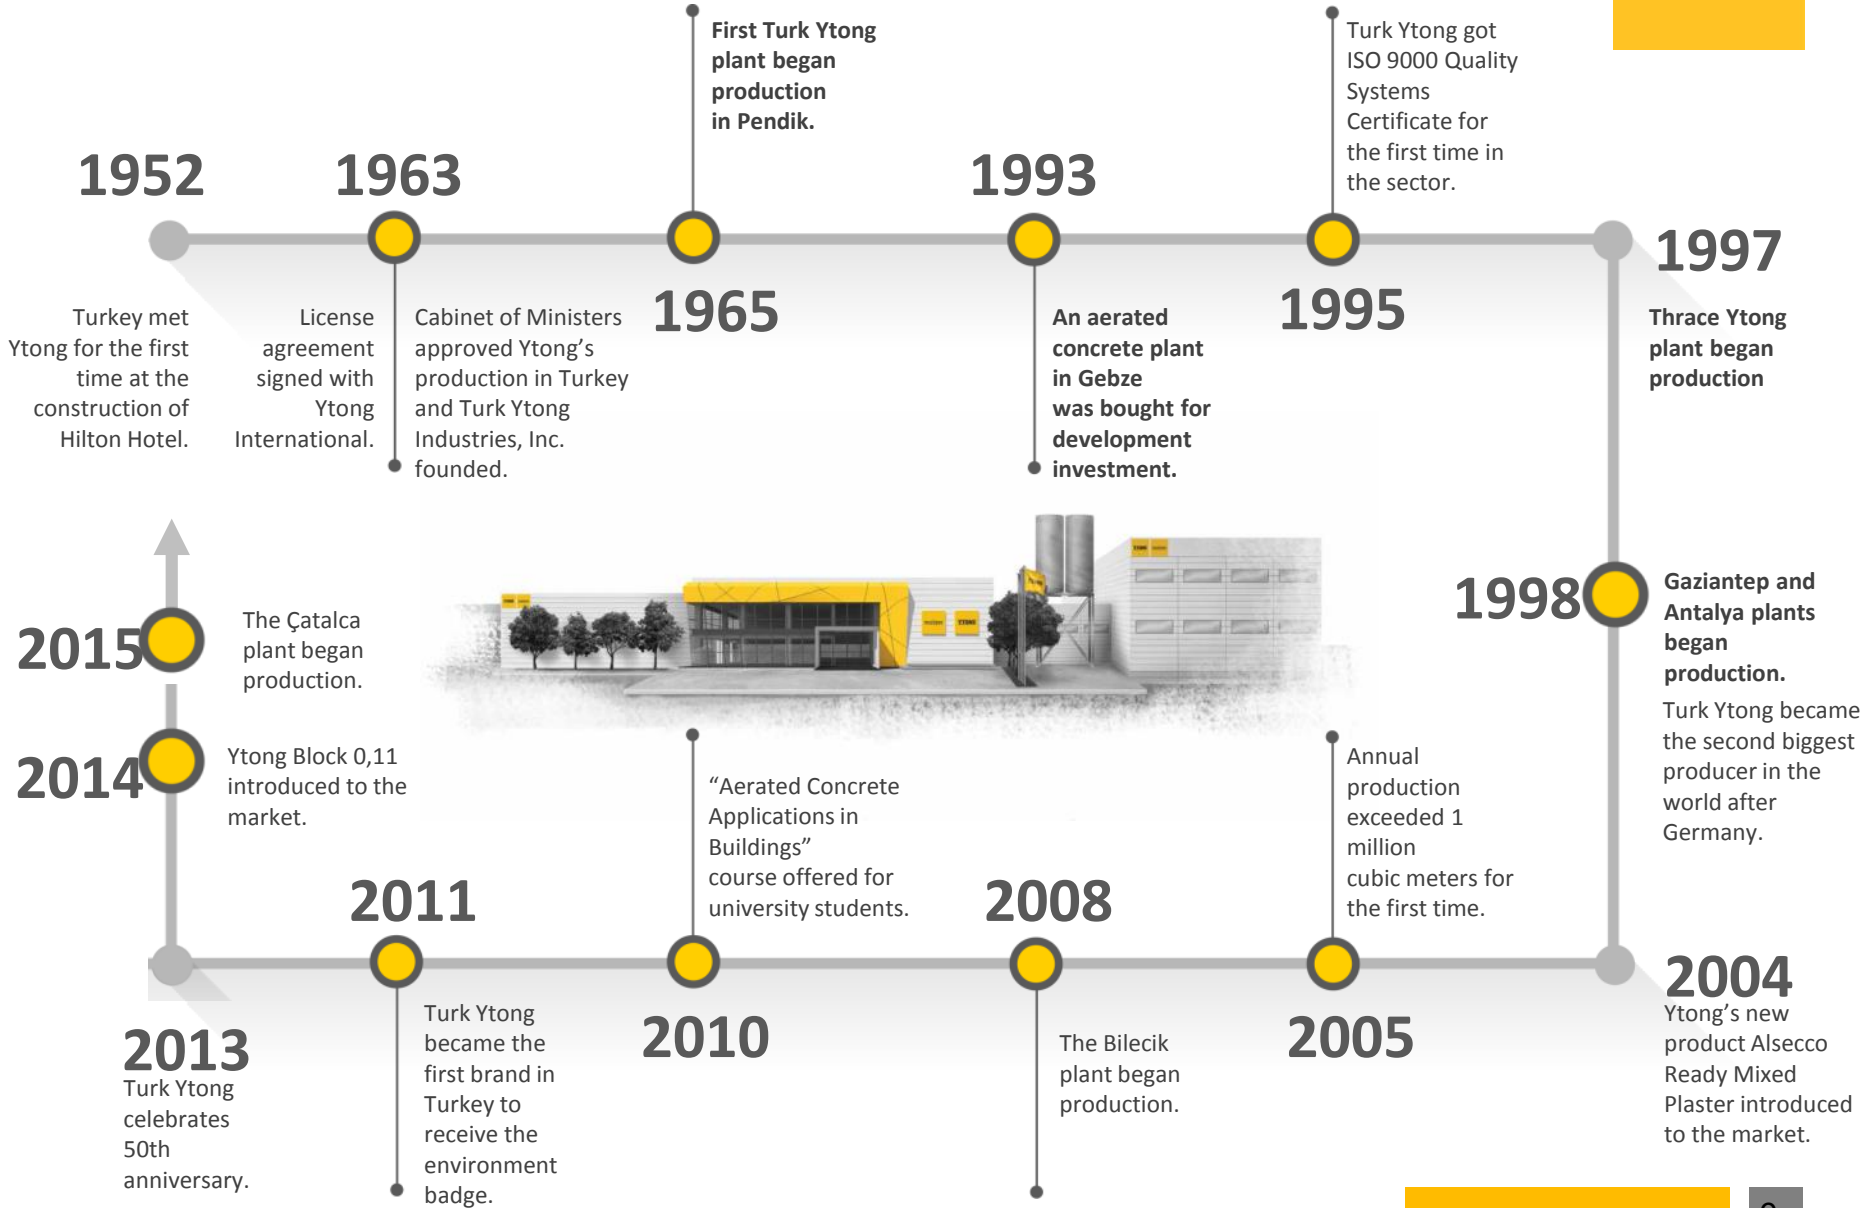 1952
Turkey met
Ytong for the first
time at the
construction of
Hilton Hotel.
1963
License
agreement
signed with
Ytong
International.
Cabinet of Ministers
approved Ytong’s
production in Turkey
and Turk Ytong
Industries, Inc.
founded.
First Turk Ytong
plant began
production
in Pendik.
1965
1993
An aerated
concrete plant
in Gebze
was bought for
development
investment.
Turk Ytong got
ISO 9000 Quality
Systems
Certificate for
the first time in
the sector.
1995
1997
Thrace Ytong
plant began
production
1998
Gaziantep and
Antalya plants
began
production.
Turk Ytong became
the second biggest
producer in the
world after
Germany.
2004
Ytong’s new
product Alsecco
Ready Mixed
Plaster introduced
to the market.
Annual
production
exceeded 1
million
cubic meters for
the first time.
2005
2008
The Bilecik
plant began
production.
“Aerated Concrete
Applications in
Buildings”
course offered for
university students.
2010
2011
Turk Ytong
became the
first brand in
Turkey to
receive the
environment
badge.
2013
Turk Ytong
celebrates
50th
anniversary.
2014
Ytong Block 0,11
introduced to the
market.
2015
The Çatalca
plant began
production.